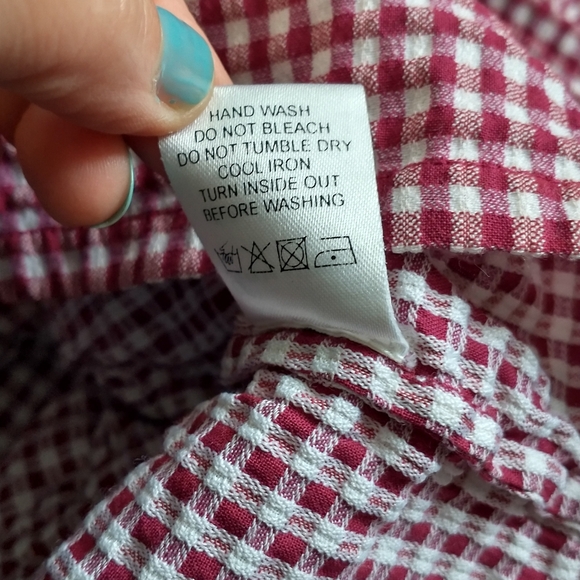 HAND WASH
DO NOT BLEACH
DO NOT TUMBLE DRY
COOL IRON
TURN INSIDE OUT
BEFORE WASHING